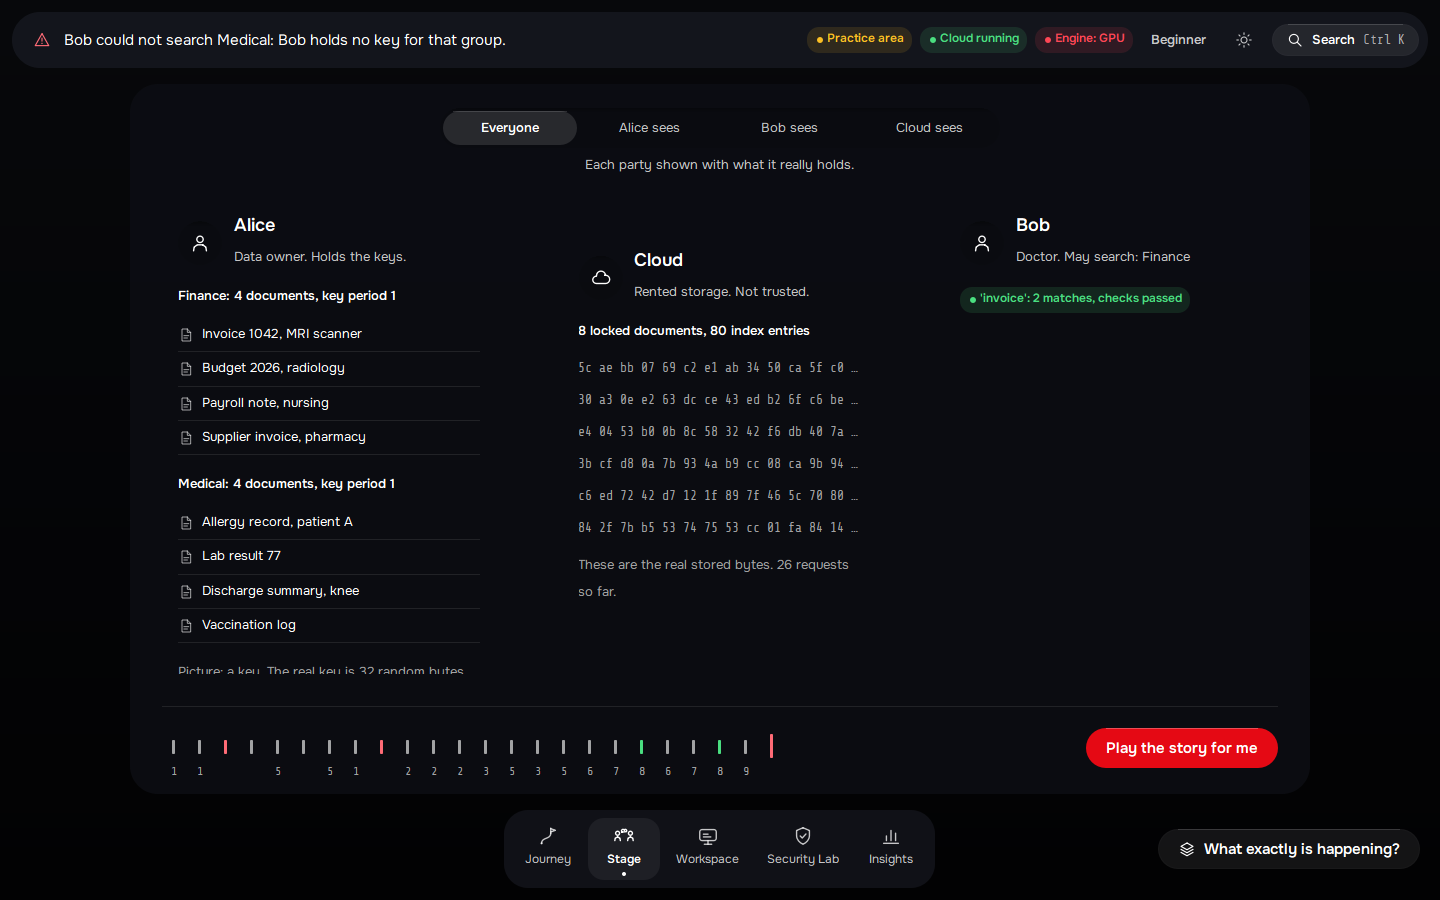 Bob could not search Medical: Bob holds no key for that group.
Practice area
Cloud running
Engine: GPU
Beginner
Search Ctrl K
Everyone
Alice sees
Bob sees
Cloud sees
Each party shown with what it really holds.
Alice
Data owner. Holds the keys.
Finance: 4 documents, key period 1
Invoice 1042, MRI scanner
Budget 2026, radiology
Payroll note, nursing
Supplier invoice, pharmacy
Medical: 4 documents, key period 1
Allergy record, patient A
Lab result 77
Discharge summary, knee
Vaccination log
Picture: a key. The real key is 32 random bytes
Cloud
Rented storage. Not trusted.
8 locked documents, 80 index entries
5c ae bb 07 69 c2 e1 ab 34 50 ca 5f c0 …
30 a3 0e e2 63 dc ce 43 ed b2 6f c6 be …
e4 04 53 b0 0b 8c 58 32 42 f6 db 40 7a …
3b cf d8 0a 7b 93 4a b9 cc 08 ca 9b 94 …
c6 ed 72 42 d7 12 1f 89 7f 46 5c 70 80 …
84 2f 7b b5 53 74 75 53 cc 01 fa 84 14 …
These are the real stored bytes. 26 requests
so far.
Bob
Doctor. May search: Finance
'invoice': 2 matches, checks passed
1 1 5 5 1 2 2 2 3 5 3 5 6 7 8 6 7 8 9
Play the story for me
Journey
Stage
Workspace
Security Lab
Insights
What exactly is happening?